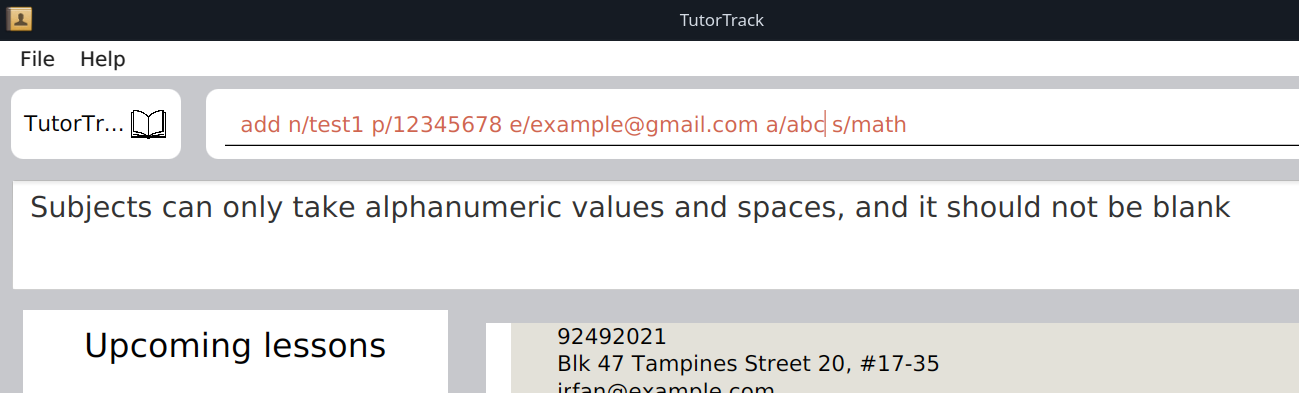 TutorTrack
File Help
TutorTr...
add n/test1 p/12345678 e/example@gmail.com a/abc s/math
Subjects can only take alphanumeric values and spaces, and it should not be blank
Upcoming lessons
92492021
Blk 47 Tampines Street 20, #17-35
irfan@example.com